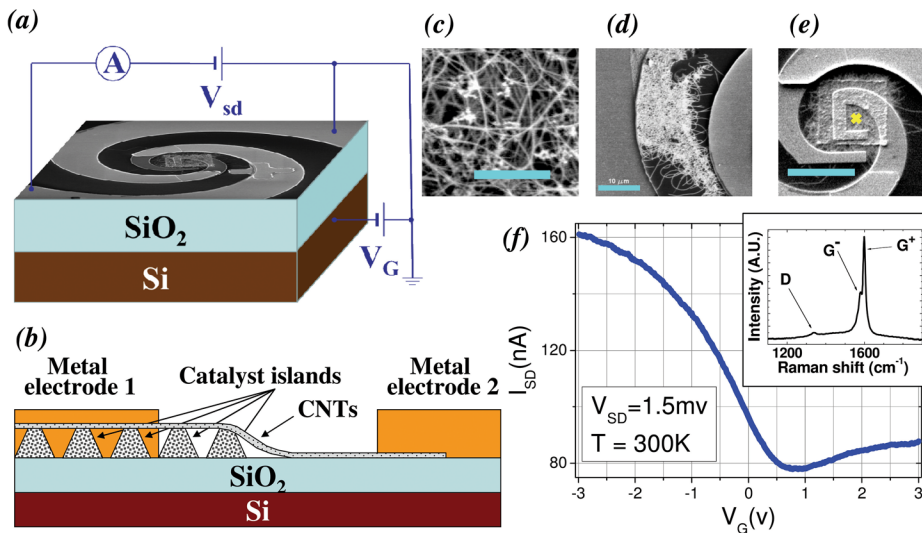 (a)
A
V_sd
SiO₂
Si
V_G
(b)
Metal
electrode 1
Catalyst islands
CNTs
Metal
electrode 2
SiO₂
Si
(c)
(d)
10 μm
(e)
(f)
I_SD(nA)
160
120
80
-3
-2
-1
0
1
2
3
V_G(v)
V_SD=1.5mv
T = 300K
Intensity (A.U.)
D
G⁻
G⁺
1200
1600
Raman shift (cm⁻¹)